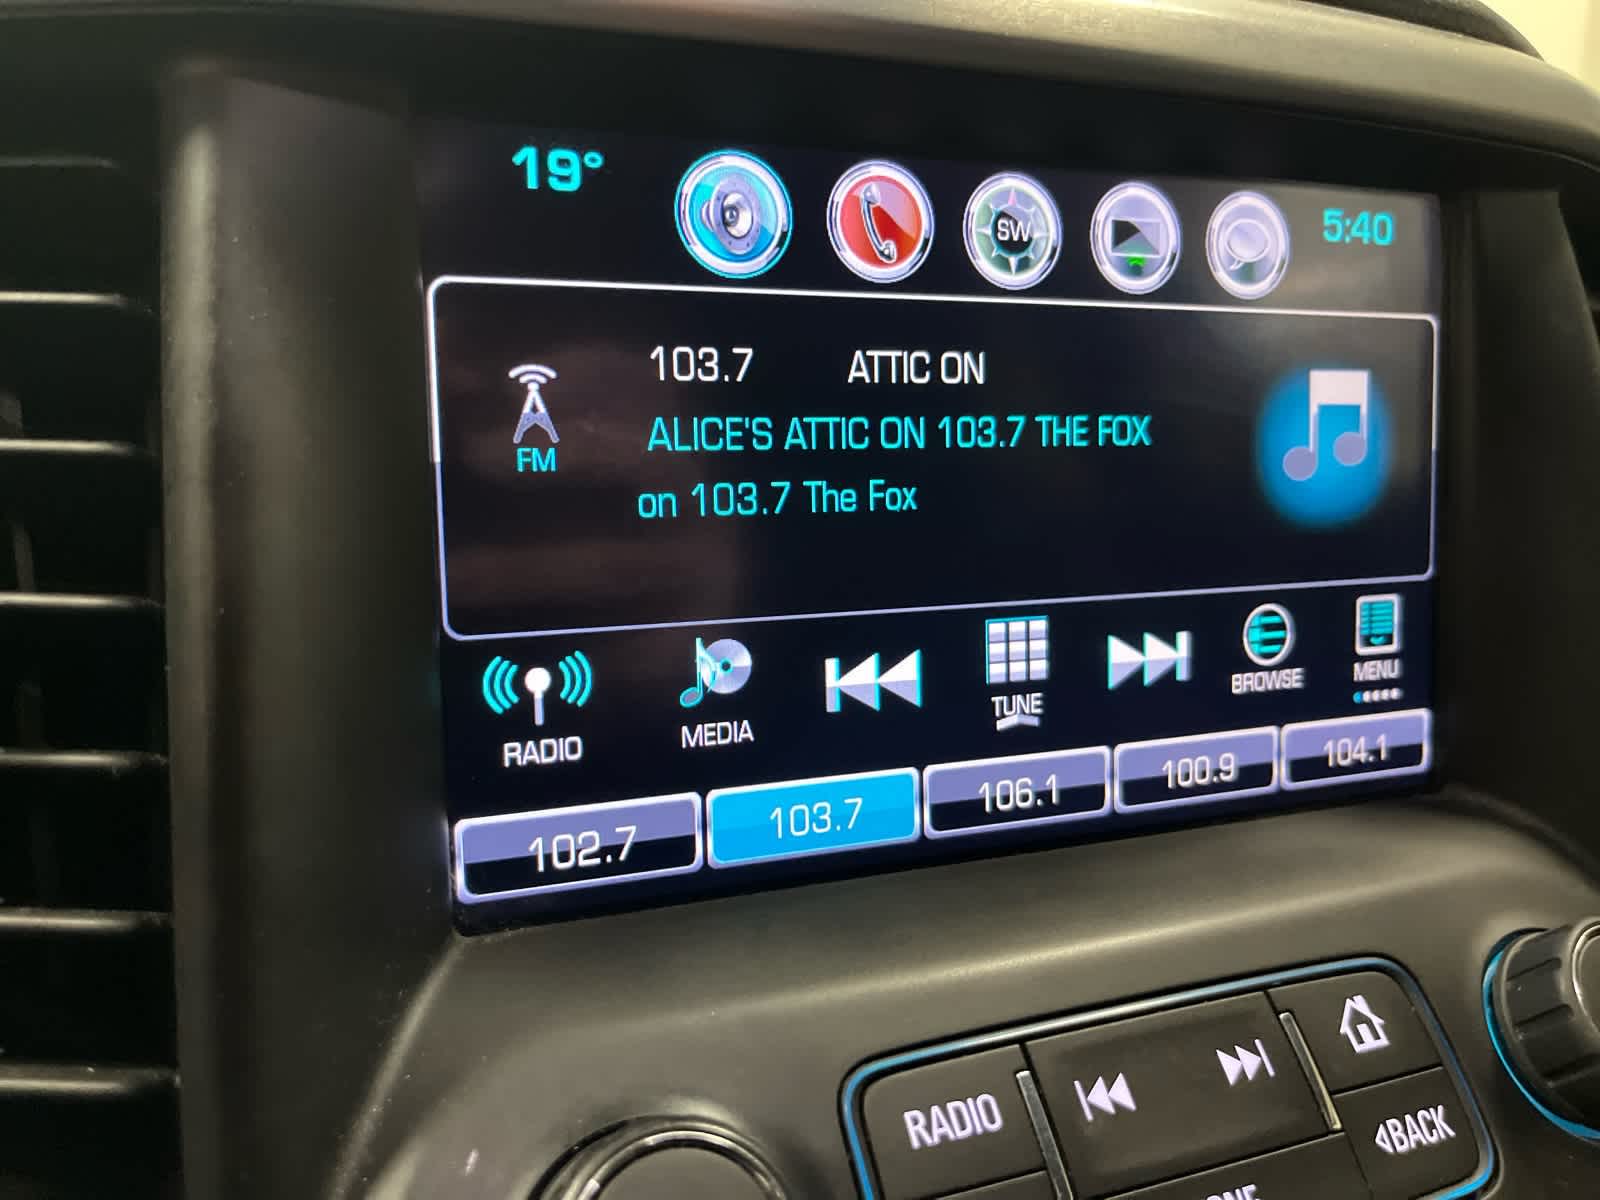 19°
SW
5:40
103.7 ATTIC ON
ALICE'S ATTIC ON 103.7 THE FOX
on 103.7 The Fox
FM
RADIO
MEDIA
TUNE
BROWSE
MENU
102.7
103.7
106.1
100.9
104.1
RADIO
BACK